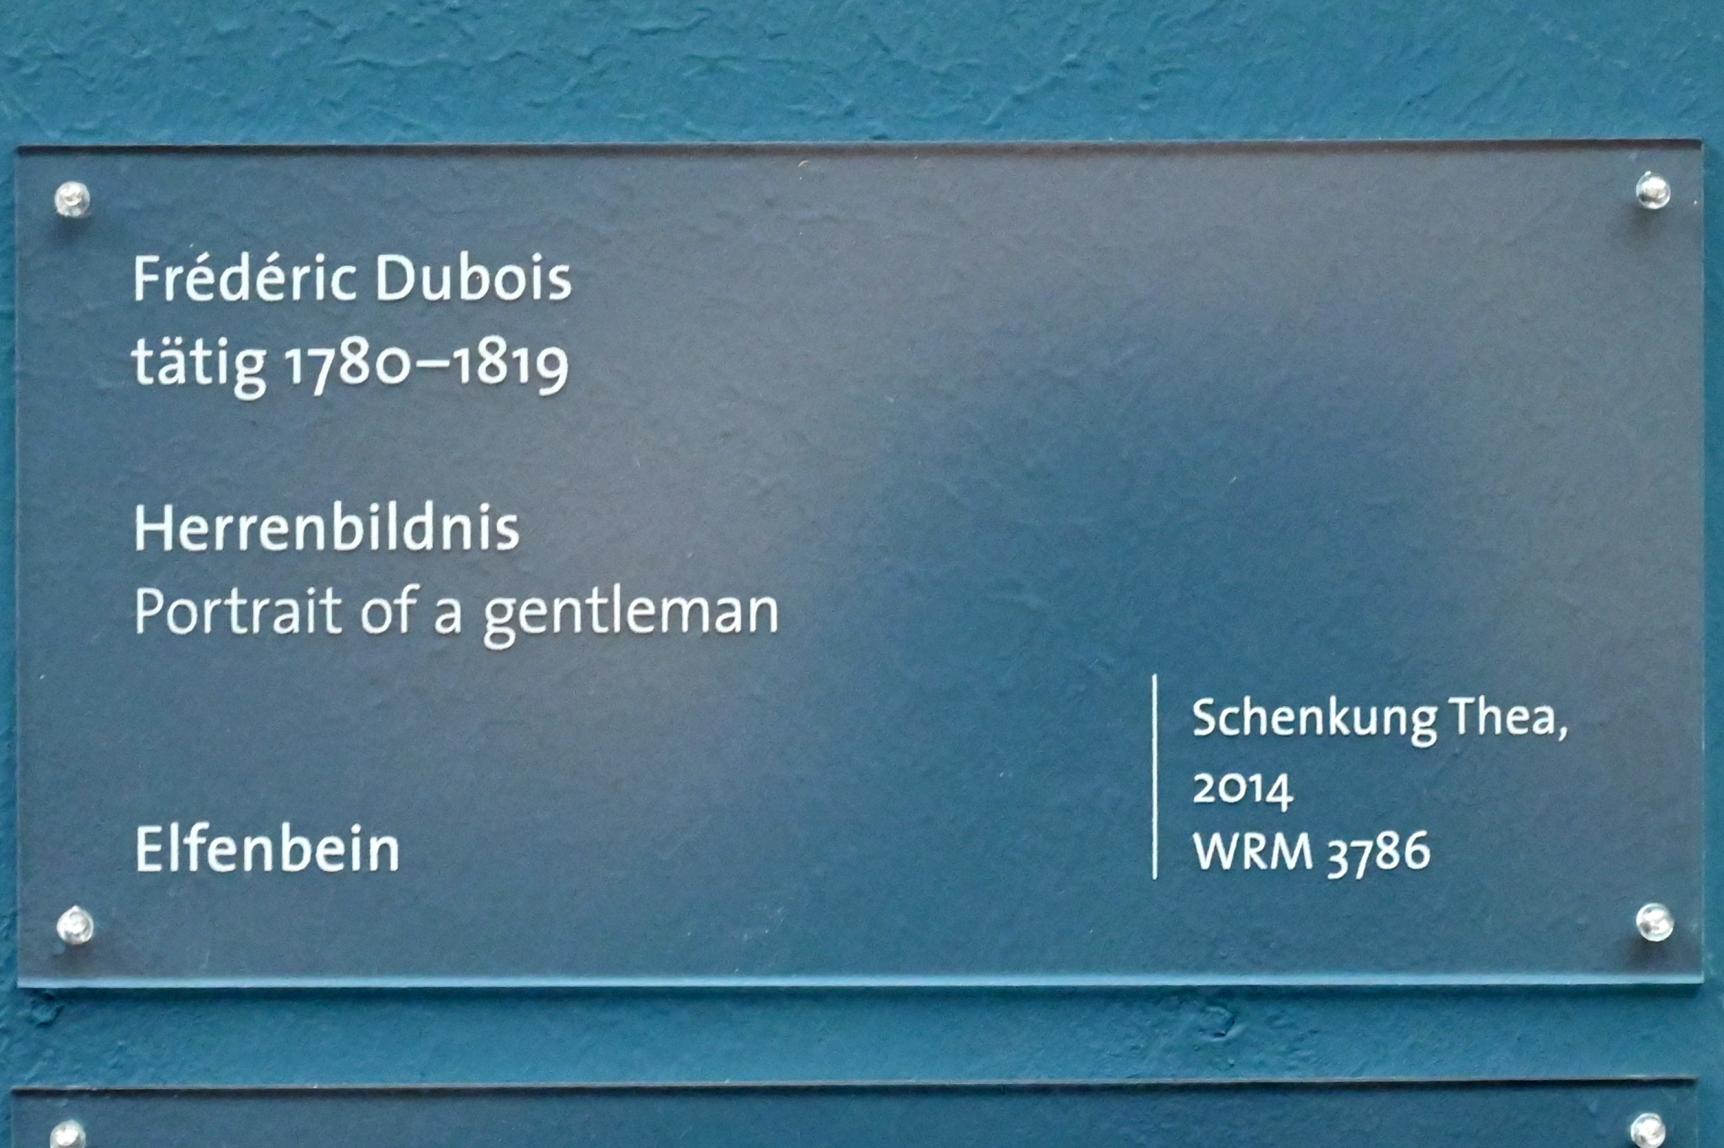 Frédéric Dubois
tätig 1780–1819
Herrenbildnis
Portrait of a gentleman
Elfenbein
Schenkung Thea,
2014
WRM 3786